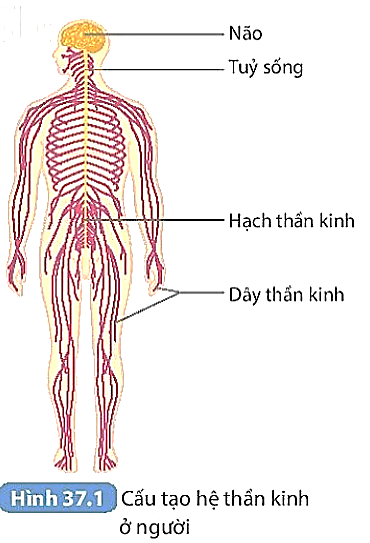 Não
Tuỷ sống
Hạch thần kinh
Dây thần kinh
Hình 37.1 Cấu tạo hệ thần kinh
ở người